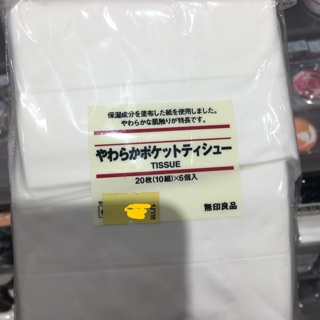 保湿成分を塗布した紙を使用しました。
やわらかな肌触りが特長です。
やわらかポケットティシュー
TISSUE
20枚(10組)×6個入
無印良品